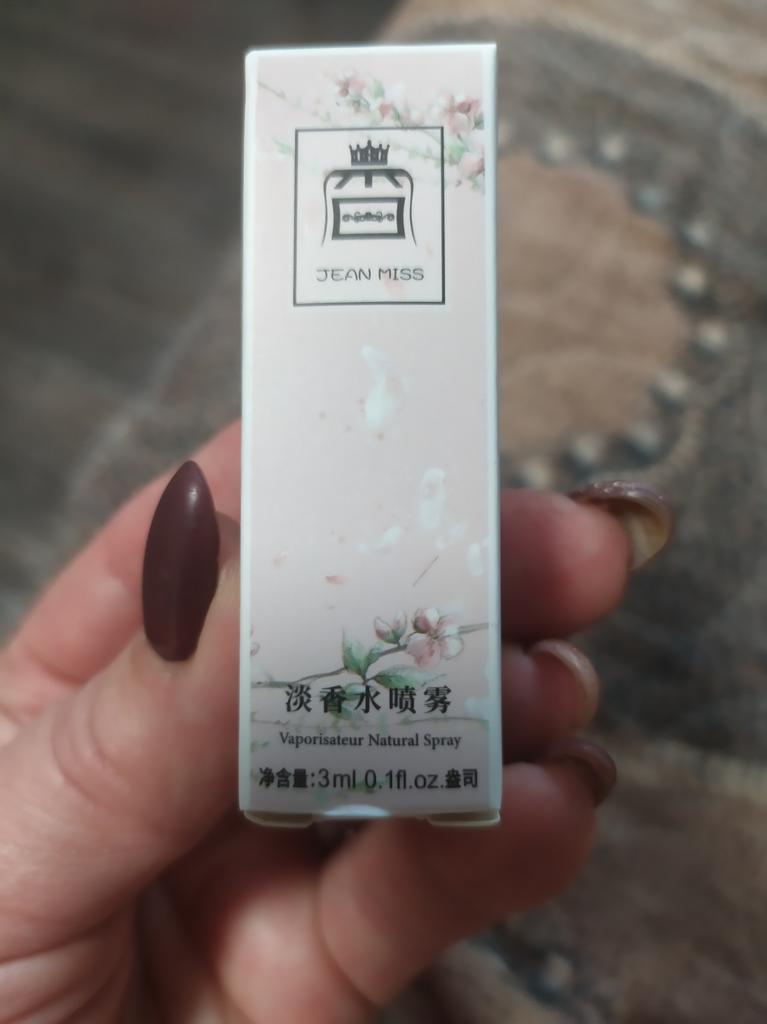 JEAN MISS
淡香水喷雾
Vaporisateur Natural Spray
净含量:3ml 0.1fl.oz.盎司